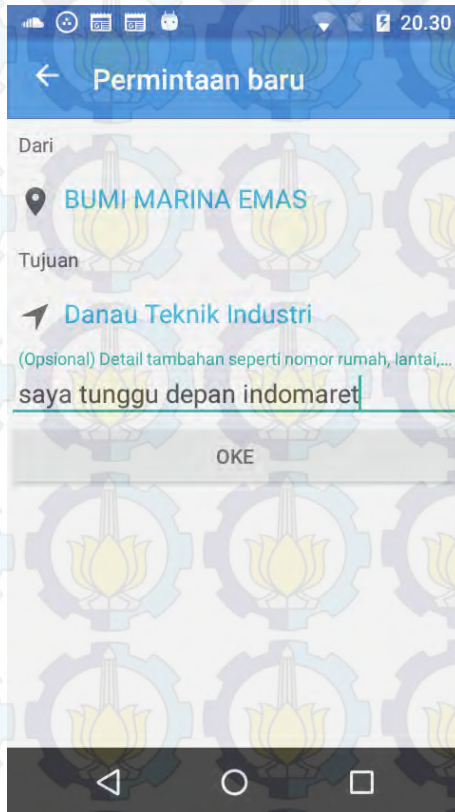 20.30
Permintaan baru
Dari
BUMI MARINA EMAS
Tujuan
Danau Teknik Industri
(Opsional) Detail tambahan seperti nomor rumah, lantai,...
saya tunggu depan indomaret
OKE